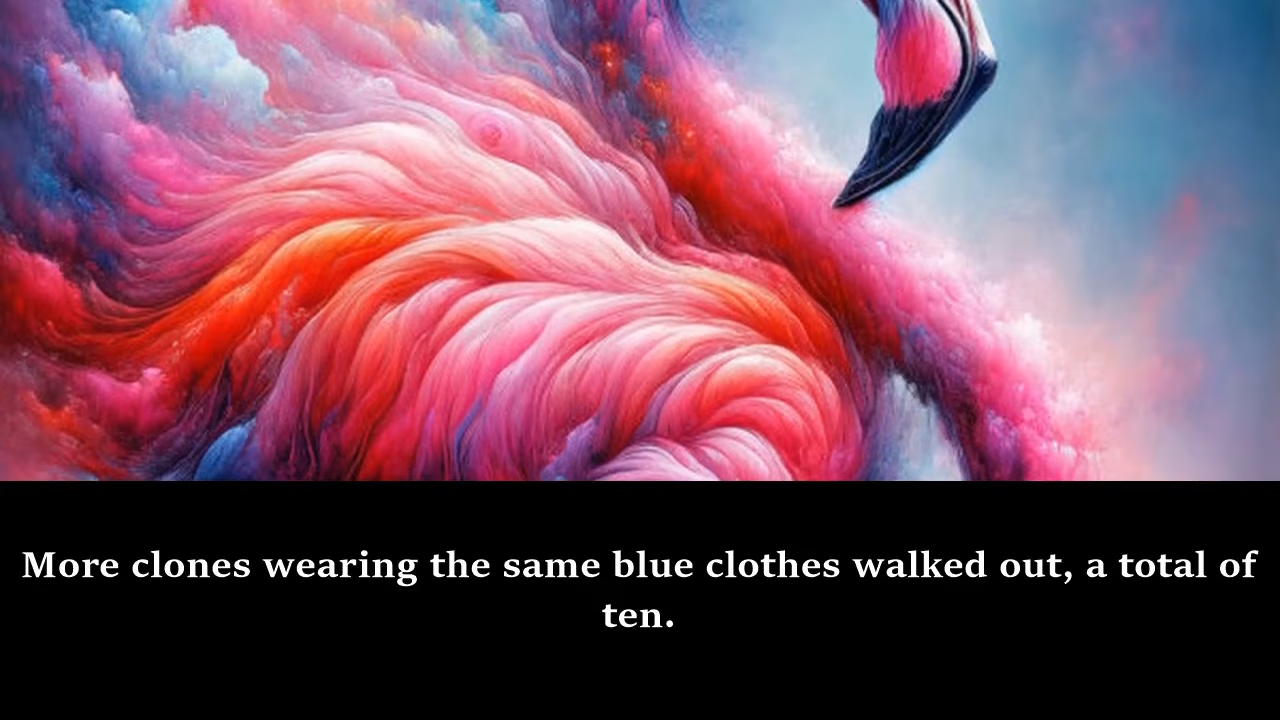 More clones wearing the same blue clothes walked out, a total of
ten.